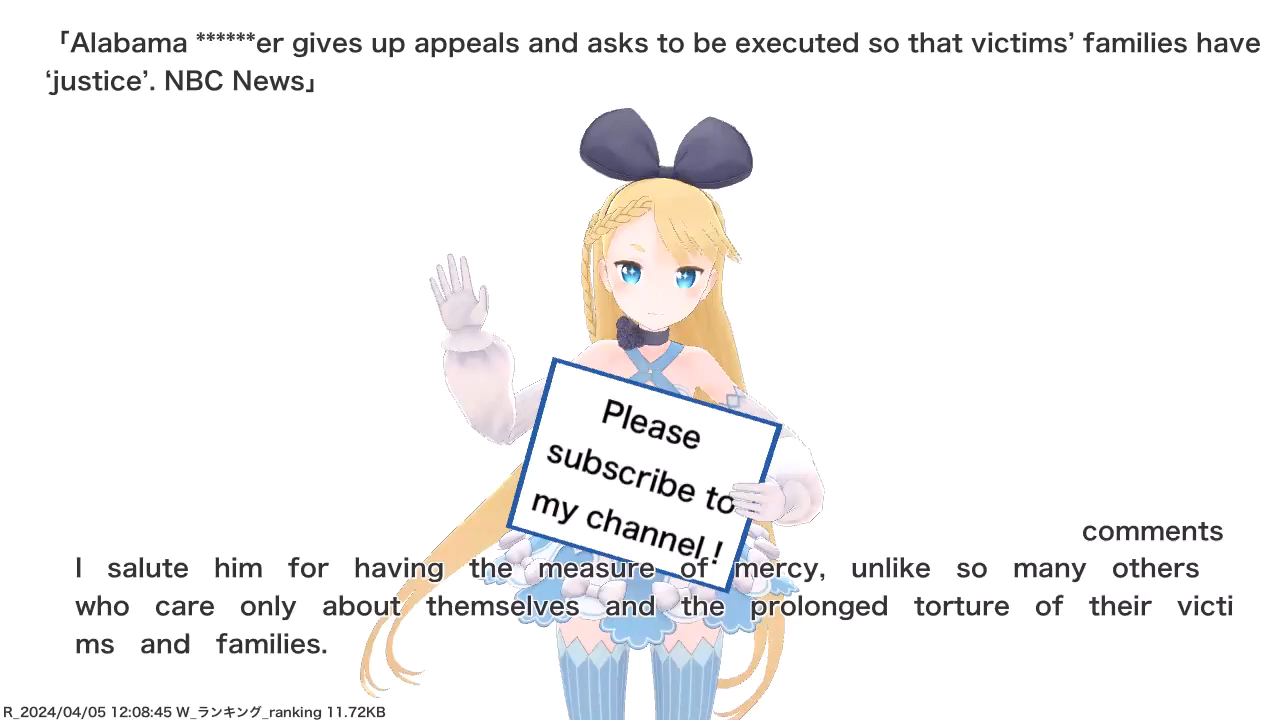 「Alabama ******er gives up appeals and asks to be executed so that victims’ families have
‘justice’. NBC News」
Please
subscribe to
my channel !
comments
I salute him for having the measure of mercy, unlike so many others
who care only about themselves and the prolonged torture of their victi
ms and families.
R_2024/04/05 12:08:45 W_ランキング_ranking 11.72KB